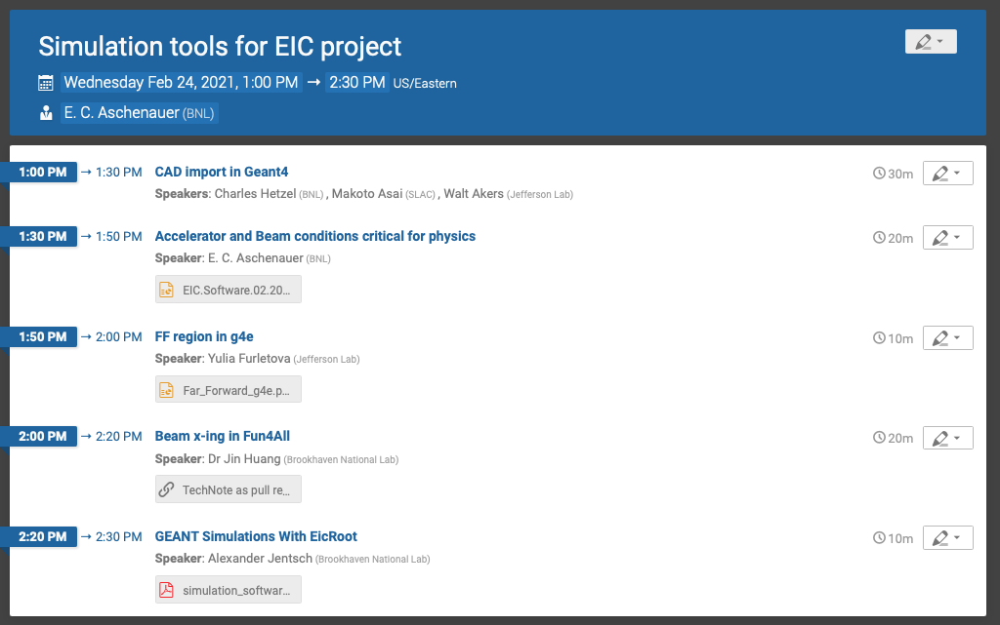 Simulation tools for EIC project
Wednesday Feb 24, 2021, 1:00 PM → 2:30 PM US/Eastern
E. C. Aschenauer (BNL)
1:00 PM → 1:30 PM CAD import in Geant4 30m
Speakers: Charles Hetzel (BNL) , Makoto Asai (SLAC) , Walt Akers (Jefferson Lab)
1:30 PM → 1:50 PM Accelerator and Beam conditions critical for physics 20m
Speaker: E. C. Aschenauer (BNL)
EIC.Software.02.20...
1:50 PM → 2:00 PM FF region in g4e 10m
Speaker: Yulia Furletova (Jefferson Lab)
Far_Forward_g4e.p...
2:00 PM → 2:20 PM Beam x-ing in Fun4All 20m
Speaker: Dr Jin Huang (Brookhaven National Lab)
TechNote as pull re...
2:20 PM → 2:30 PM GEANT Simulations With EicRoot 10m
Speaker: Alexander Jentsch (Brookhaven National Lab)
simulation_softwar...